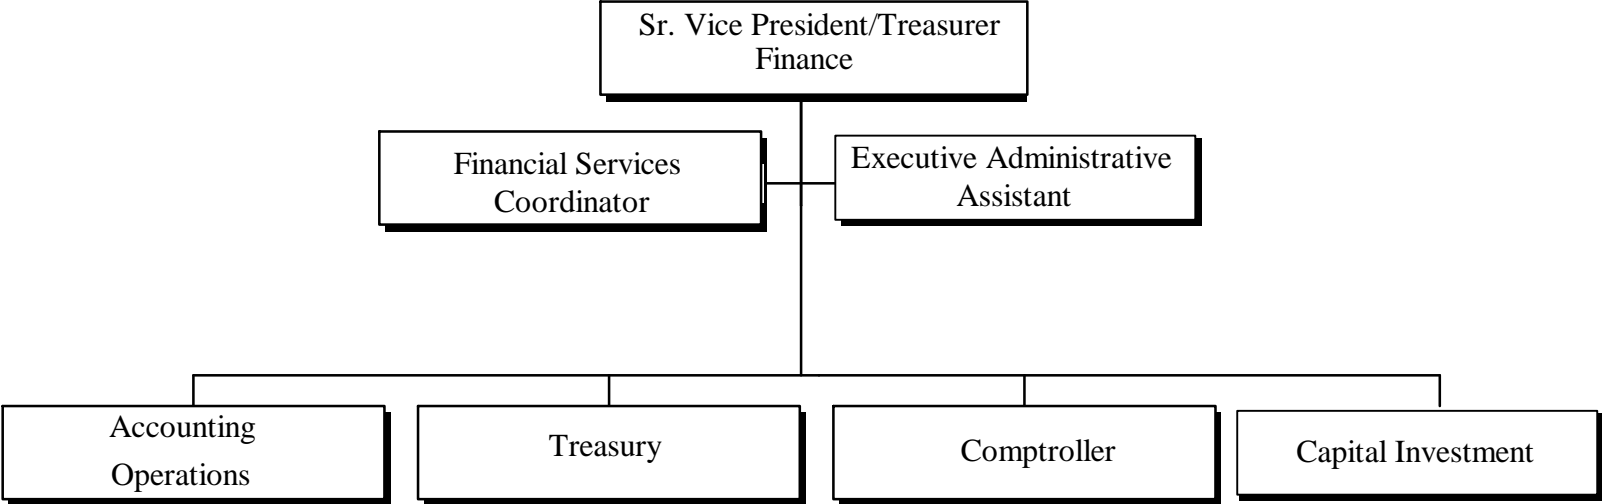 Sr. Vice President/Treasurer
Finance
Financial Services
Coordinator
Executive Administrative
Assistant
Accounting
Operations
Treasury
Comptroller
Capital Investment